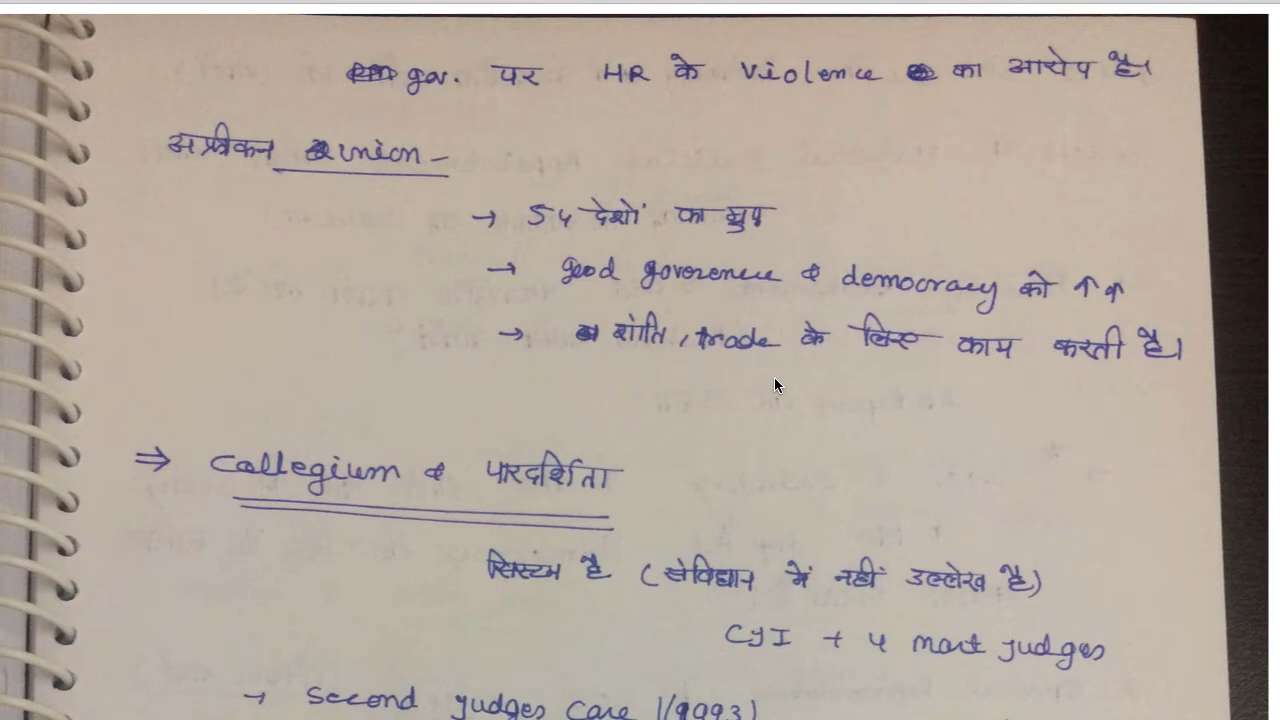 gov. पर HR के violence का आरोप है।
अफ्रीकन union -
→ 54 देशों का ग्रुप
→ good goverence & democracy को ↑↑
→ शांति, trade के लिए काम करती है।
⇒ Collegium & पारदर्शिता
सिस्टम है (संविधान में नहीं उल्लेख है)
CJI + 4 most judges
→ Second judges case (1993)